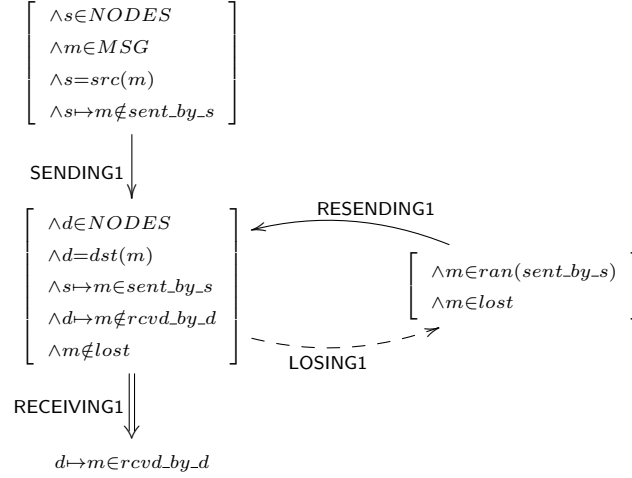 ∧s∈NODES
∧m∈MSG
∧s=src(m)
∧s↦m∉sent_by_s
SENDING1
∧d∈NODES
∧d=dst(m)
∧s↦m∈sent_by_s
∧d↦m∉rcvd_by_d
∧m∉lost
RESENDING1
∧m∈ran(sent_by_s)
∧m∈lost
LOSING1
RECEIVING1
d↦m∈rcvd_by_d